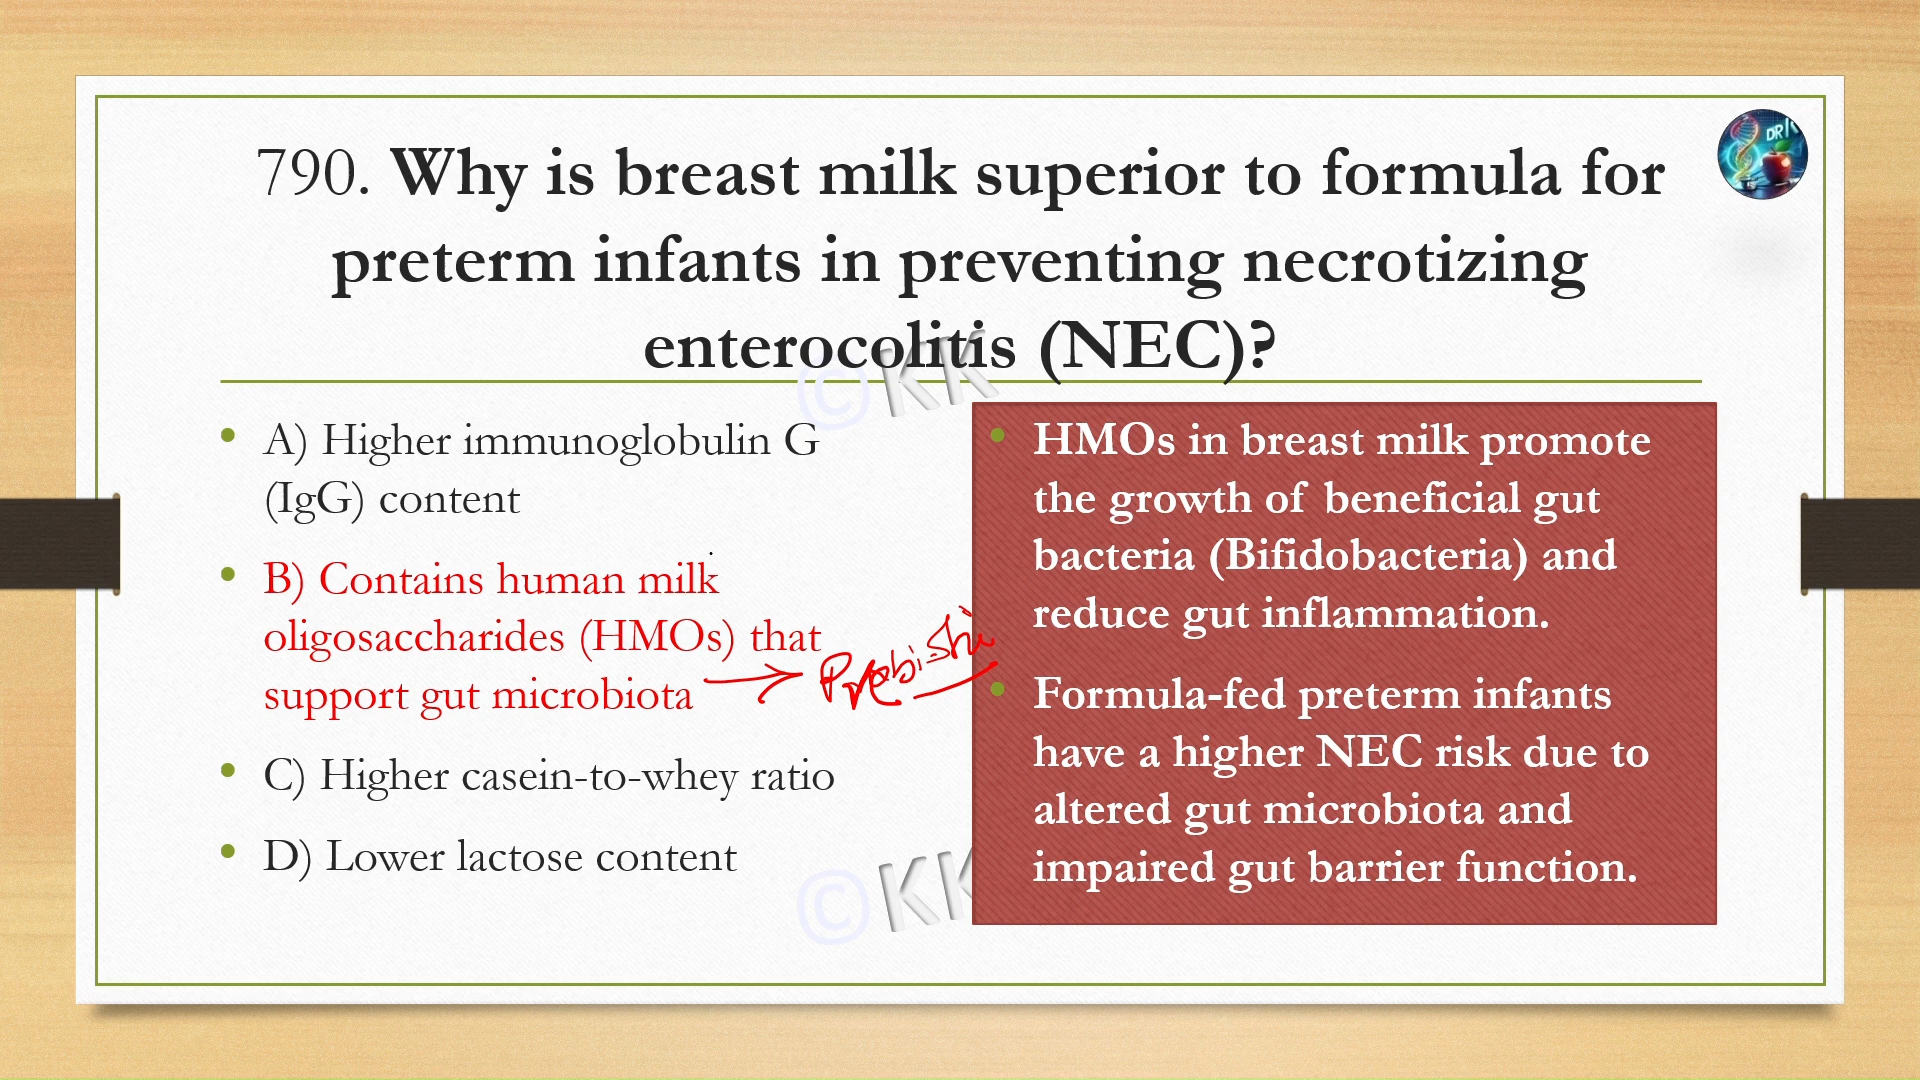 790. Why is breast milk superior to formula for
preterm infants in preventing necrotizing
enterocolitis (NEC)?
• A) Higher immunoglobulin G
(IgG) content
• B) Contains human milk
oligosaccharides (HMOs) that
support gut microbiota
• C) Higher casein-to-whey ratio
• D) Lower lactose content
• HMOs in breast milk promote
the growth of beneficial gut
bacteria (Bifidobacteria) and
reduce gut inflammation.
• Formula-fed preterm infants
have a higher NEC risk due to
altered gut microbiota and
impaired gut barrier function.
©KK
©KK